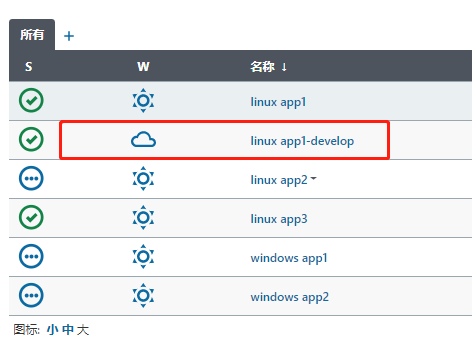 所有 +
S W 名称 ↓
linux app1
linux app1-develop
linux app2
linux app3
windows app1
windows app2
图标: 小 中 大